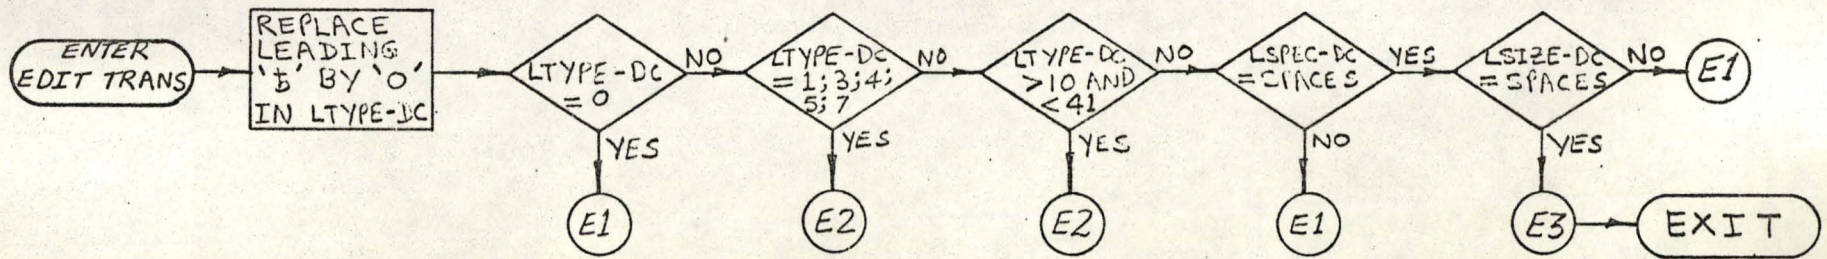 ENTER
EDIT TRANS
REPLACE
LEADING
'b' BY '0'
IN LTYPE-DC
LTYPE-DC
= 0
NO
YES
E1
LTYPE-DC
= 1; 3; 4;
5; 7
NO
YES
E2
LTYPE-DC
>10 AND
<41
NO
YES
E2
LSPEC-DC
= SPACES
YES
NO
E1
LSIZE-DC
= SPACES
NO
E1
YES
E3
EXIT